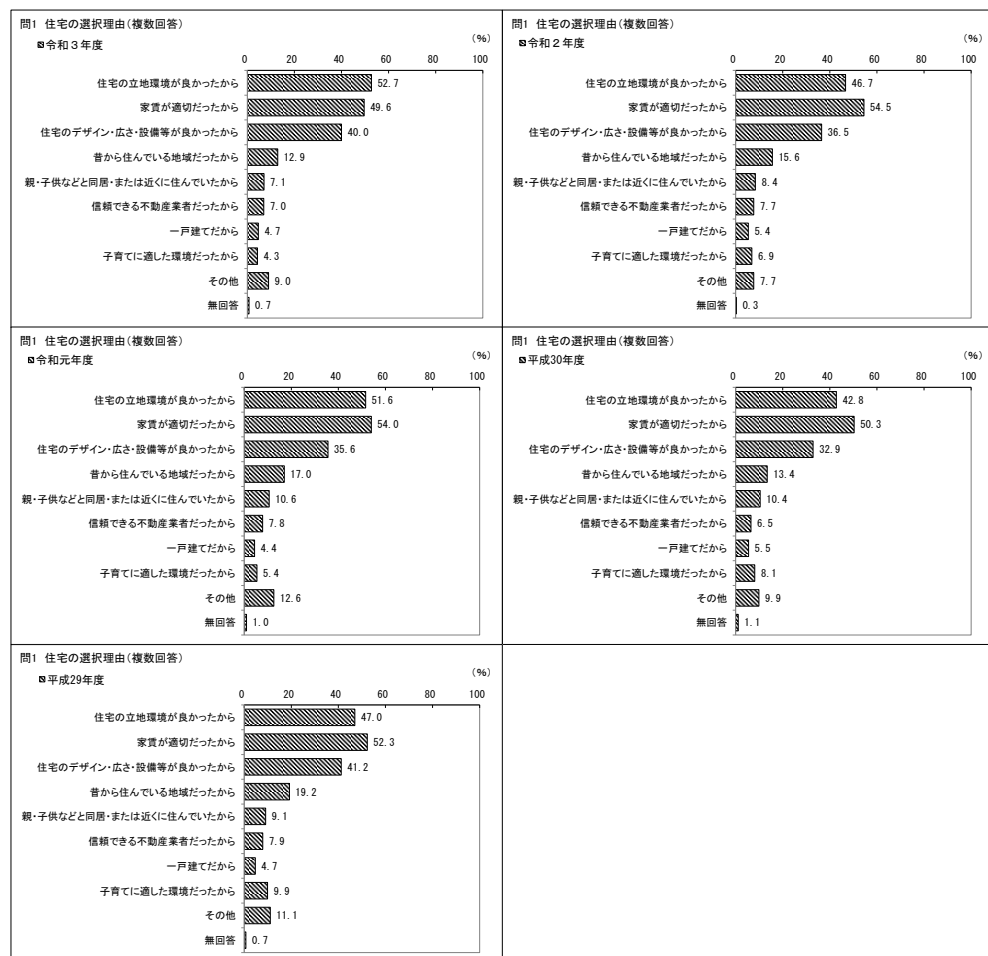 問1 住宅の選択理由(複数回答)
(%)
令和3年度
0 20 40 60 80 100
住宅の立地環境が良かったから 52.7
家賃が適切だったから 49.6
住宅のデザイン・広さ・設備等が良かったから 40.0
昔から住んでいる地域だったから 12.9
親・子供などと同居・または近くに住んでいたから 7.1
信頼できる不動産業者だったから 7.0
一戸建てだから 4.7
子育てに適した環境だったから 4.3
その他 9.0
無回答 0.7
問1 住宅の選択理由(複数回答)
(%)
令和2年度
0 20 40 60 80 100
住宅の立地環境が良かったから 46.7
家賃が適切だったから 54.5
住宅のデザイン・広さ・設備等が良かったから 36.5
昔から住んでいる地域だったから 15.6
親・子供などと同居・または近くに住んでいたから 8.4
信頼できる不動産業者だったから 7.7
一戸建てだから 5.4
子育てに適した環境だったから 6.9
その他 7.7
無回答 0.3
問1 住宅の選択理由(複数回答)
(%)
令和元年度
0 20 40 60 80 100
住宅の立地環境が良かったから 51.6
家賃が適切だったから 54.0
住宅のデザイン・広さ・設備等が良かったから 35.6
昔から住んでいる地域だったから 17.0
親・子供などと同居・または近くに住んでいたから 10.6
信頼できる不動産業者だったから 7.8
一戸建てだから 4.4
子育てに適した環境だったから 5.4
その他 12.6
無回答 1.0
問1 住宅の選択理由(複数回答)
(%)
平成30年度
0 20 40 60 80 100
住宅の立地環境が良かったから 42.8
家賃が適切だったから 50.3
住宅のデザイン・広さ・設備等が良かったから 32.9
昔から住んでいる地域だったから 13.4
親・子供などと同居・または近くに住んでいたから 10.4
信頼できる不動産業者だったから 6.5
一戸建てだから 5.5
子育てに適した環境だったから 8.1
その他 9.9
無回答 1.1
問1 住宅の選択理由(複数回答)
(%)
平成29年度
0 20 40 60 80 100
住宅の立地環境が良かったから 47.0
家賃が適切だったから 52.3
住宅のデザイン・広さ・設備等が良かったから 41.2
昔から住んでいる地域だったから 19.2
親・子供などと同居・または近くに住んでいたから 9.1
信頼できる不動産業者だったから 7.9
一戸建てだから 4.7
子育てに適した環境だったから 9.9
その他 11.1
無回答 0.7